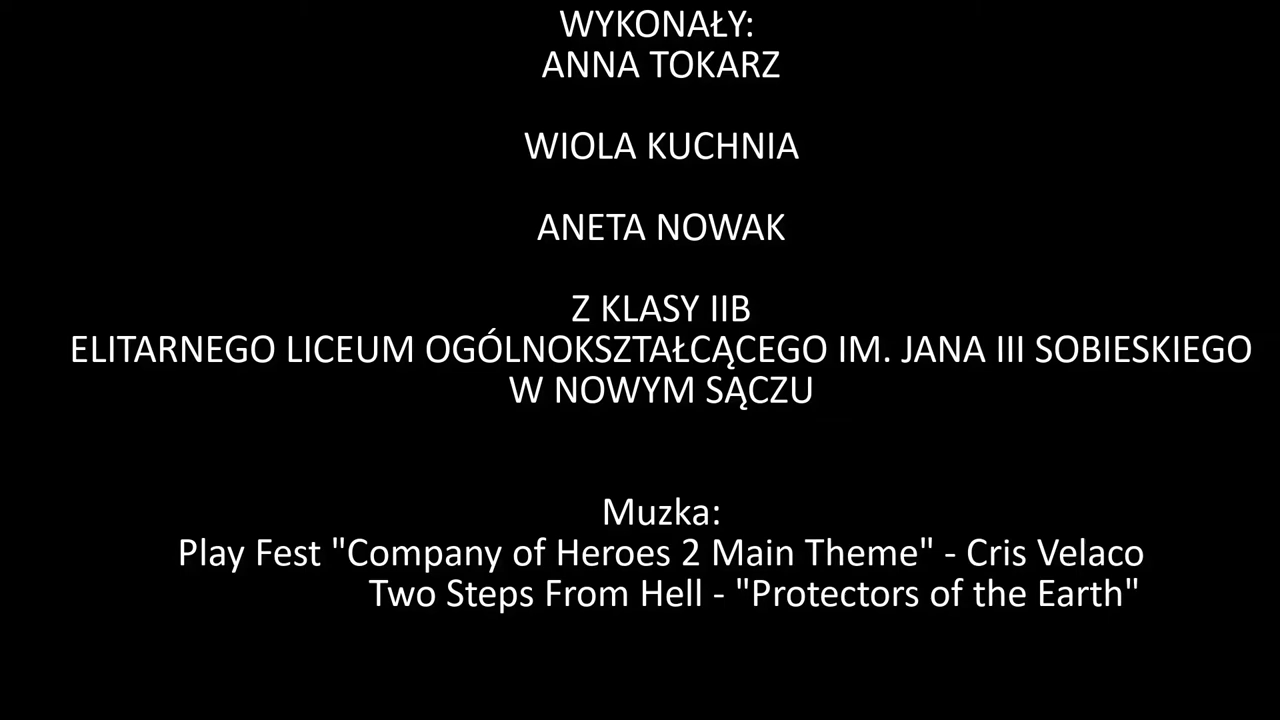 WYKONAŁY:
ANNA TOKARZ
WIOLA KUCHNIA
ANETA NOWAK
Z KLASY IIB
ELITARNEGO LICEUM OGÓLNOKSZTAŁCĄCEGO IM. JANA III SOBIESKIEGO
W NOWYM SĄCZU
Muzka:
Play Fest "Company of Heroes 2 Main Theme" - Cris Velaco
Two Steps From Hell - "Protectors of the Earth"